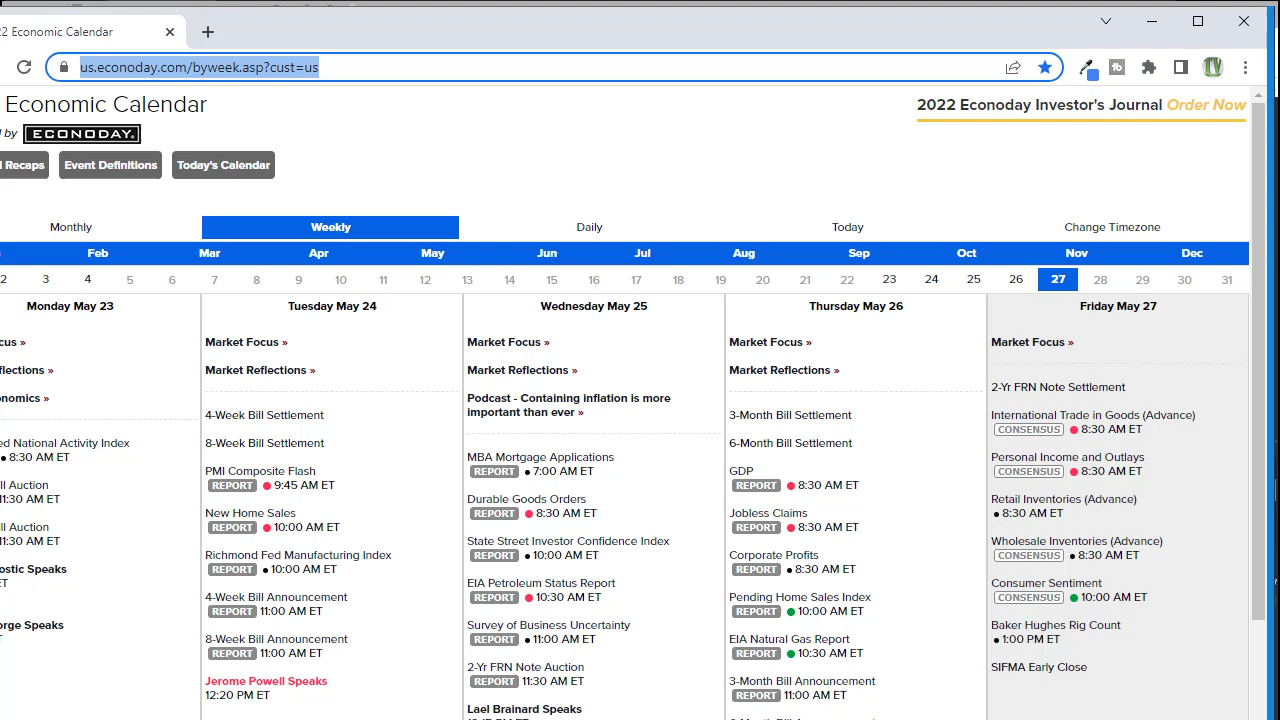 22 Economic Calendar
us.econoday.com/byweek.asp?cust=us
Economic Calendar
2022 Econoday Investor's Journal Order Now
d by ECONODAY
l Recaps
Event Definitions
Today's Calendar
Monthly
Weekly
Daily
Today
Change Timezone
Feb Mar Apr May Jun Jul Aug Sep Oct Nov Dec
2 3 4 5 6 7 8 9 10 11 12 13 14 15 16 17 18 19 20 21 22 23 24 25 26 27 28 29 30 31
Monday May 23
cus »
flections »
onomics »
ed National Activity Index
8:30 AM ET
ll Auction
11:30 AM ET
ll Auction
11:30 AM ET
ostic Speaks
ET
orge Speaks
Tuesday May 24
Market Focus »
Market Reflections »
4-Week Bill Settlement
8-Week Bill Settlement
PMI Composite Flash
REPORT 9:45 AM ET
New Home Sales
REPORT 10:00 AM ET
Richmond Fed Manufacturing Index
REPORT 10:00 AM ET
4-Week Bill Announcement
REPORT 11:00 AM ET
8-Week Bill Announcement
REPORT 11:00 AM ET
Jerome Powell Speaks
12:20 PM ET
Wednesday May 25
Market Focus »
Market Reflections »
Podcast - Containing inflation is more
important than ever »
MBA Mortgage Applications
REPORT 7:00 AM ET
Durable Goods Orders
REPORT 8:30 AM ET
State Street Investor Confidence Index
REPORT 10:00 AM ET
EIA Petroleum Status Report
REPORT 10:30 AM ET
Survey of Business Uncertainty
REPORT 11:00 AM ET
2-Yr FRN Note Auction
REPORT 11:30 AM ET
Lael Brainard Speaks
Thursday May 26
Market Focus »
Market Reflections »
3-Month Bill Settlement
6-Month Bill Settlement
GDP
REPORT 8:30 AM ET
Jobless Claims
REPORT 8:30 AM ET
Corporate Profits
REPORT 8:30 AM ET
Pending Home Sales Index
REPORT 10:00 AM ET
EIA Natural Gas Report
REPORT 10:30 AM ET
3-Month Bill Announcement
REPORT 11:00 AM ET
Friday May 27
Market Focus »
2-Yr FRN Note Settlement
International Trade in Goods (Advance)
CONSENSUS 8:30 AM ET
Personal Income and Outlays
CONSENSUS 8:30 AM ET
Retail Inventories (Advance)
8:30 AM ET
Wholesale Inventories (Advance)
CONSENSUS 8:30 AM ET
Consumer Sentiment
CONSENSUS 10:00 AM ET
Baker Hughes Rig Count
1:00 PM ET
SIFMA Early Close